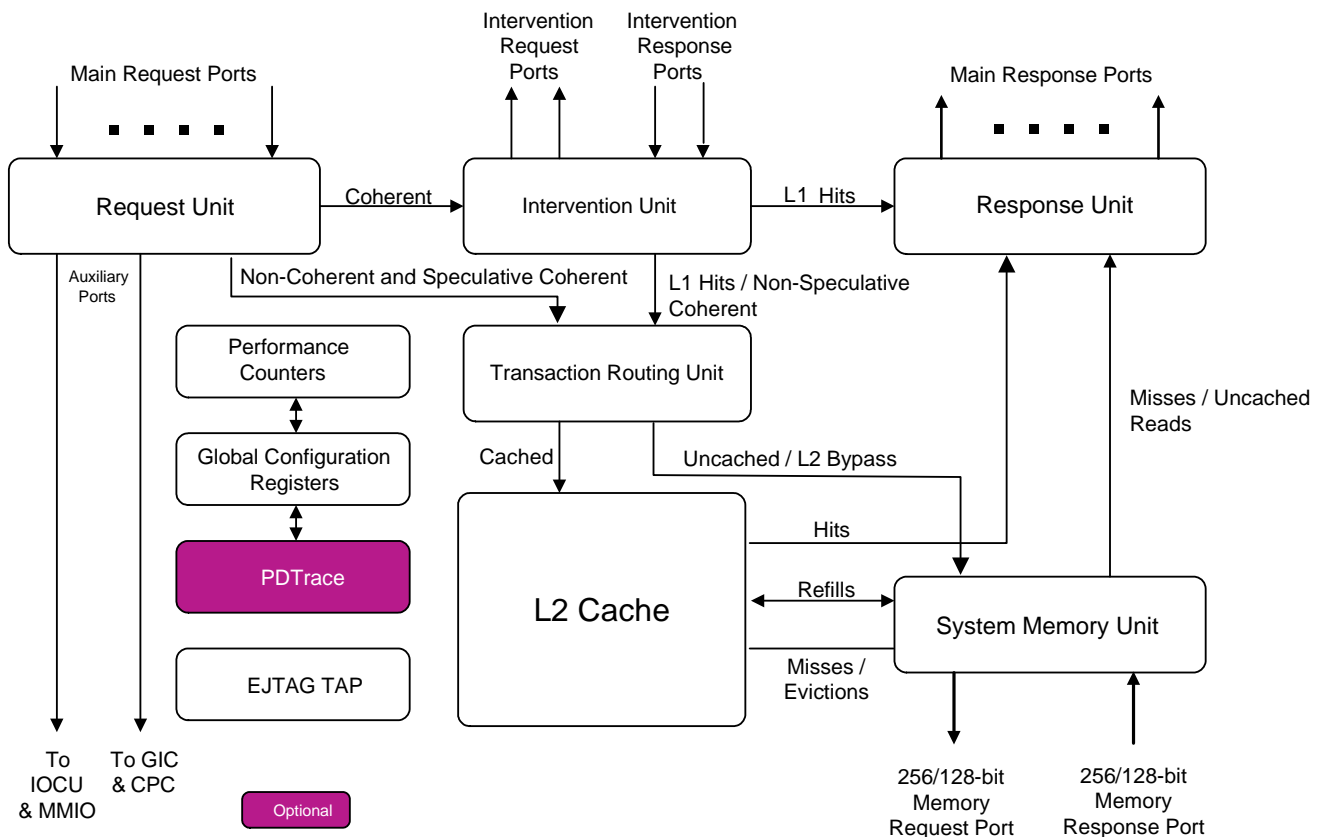 Intervention
Request
Ports
Intervention
Response
Ports
Main Request Ports
Main Response Ports
Request Unit
Coherent
Intervention Unit
L1 Hits
Response Unit
Auxiliary
Ports
Non-Coherent and Speculative Coherent
L1 Hits / Non-Speculative
Coherent
Performance
Counters
Transaction Routing Unit
Misses / Uncached
Reads
Global Configuration
Registers
Cached
Uncached / L2 Bypass
Hits
PDTrace
Refills
L2 Cache
System Memory Unit
EJTAG TAP
Misses /
Evictions
To
IOCU
& MMIO
To GIC
& CPC
256/128-bit
Memory
Request Port
256/128-bit
Memory
Response Port
Optional